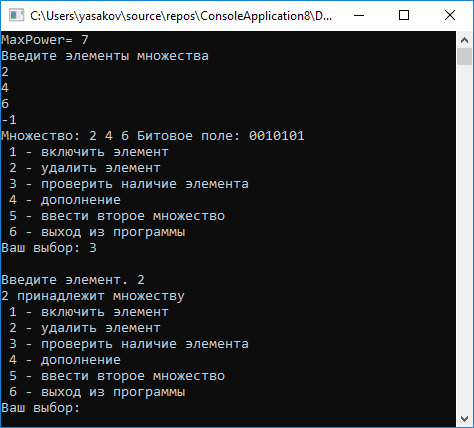 C:\Users\yasakov\source\repos\ConsoleApplication8\D...
MaxPower= 7
Введите элементы множества
2
4
6
-1
Множество: 2 4 6 Битовое поле: 0010101
1 - включить элемент
2 - удалить элемент
3 - проверить наличие элемента
4 - дополнение
5 - ввести второе множество
6 - выход из программы
Ваш выбор: 3
Введите элемент. 2
2 принадлежит множеству
1 - включить элемент
2 - удалить элемент
3 - проверить наличие элемента
4 - дополнение
5 - ввести второе множество
6 - выход из программы
Ваш выбор: